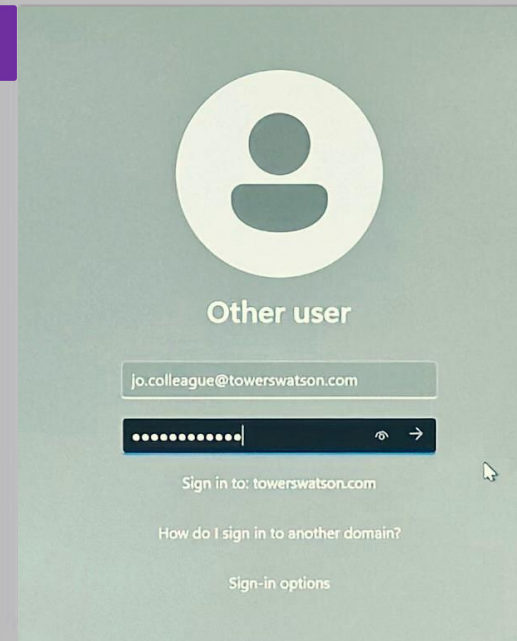 Other user
jo.colleague@towerswatson.com
••••••••••••
Sign in to: towerswatson.com
How do I sign in to another domain?
Sign-in options